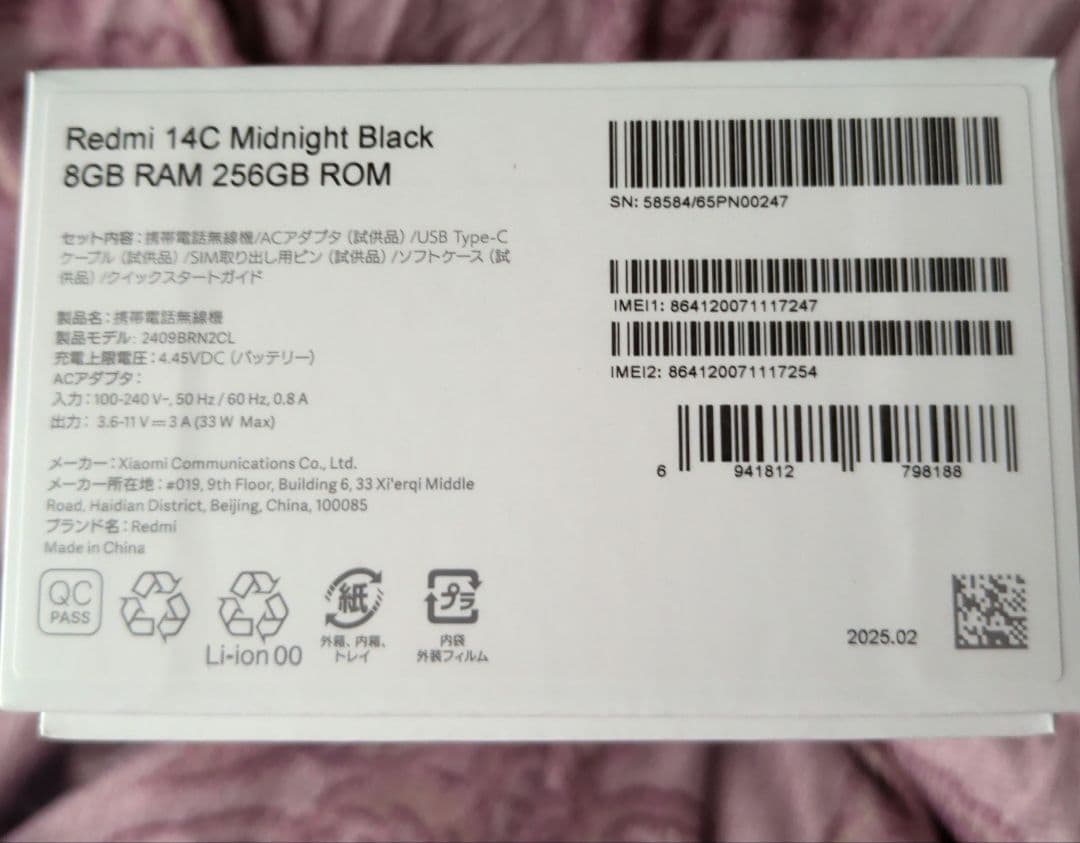 Redmi 14C Midnight Black
8GB RAM 256GB ROM
セット内容：携帯電話無線機/ACアダプタ（試供品）/USB Type-C
ケーブル（試供品）/SIM取り出し用ピン（試供品）/ソフトケース（試
供品）/クイックスタートガイド
製品名：携帯電話無線機
製品モデル: 2409BRN2CL
充電上限電圧：4.45VDC（バッテリー）
ACアダプタ：
入力：100-240 V~, 50 Hz / 60 Hz, 0.8 A
出力： 3.6-11 V⎓3 A (33 W Max)
メーカー：Xiaomi Communications Co., Ltd.
メーカー所在地：#019, 9th Floor, Building 6, 33 Xi'erqi Middle
Road, Haidian District, Beijing, China, 100085
ブランド名：Redmi
Made in China
QC
PASS
Li-ion 00
紙
外箱、内箱、
トレイ
プラ
内袋
外装フィルム
SN: 58584/65PN00247
IMEI1: 864120071117247
IMEI2: 864120071117254
6 941812 798188
2025.02